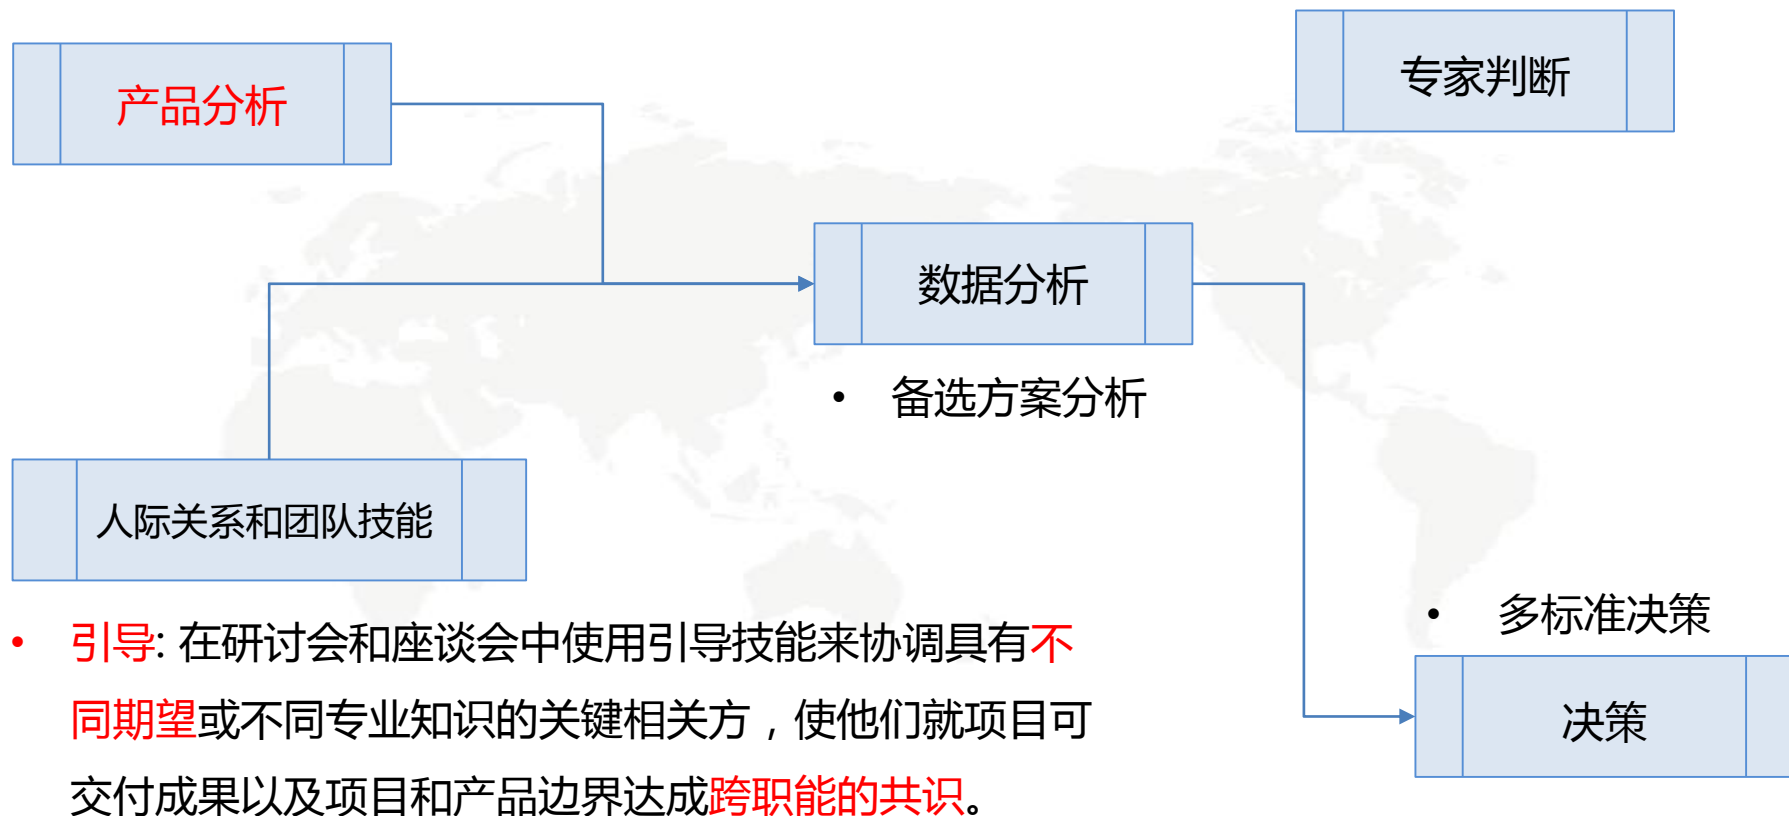 专家判断
产品分析
数据分析
• 备选方案分析
人际关系和团队技能
• 引导: 在研讨会和座谈会中使用引导技能来协调具有不
同期望或不同专业知识的关键相关方，使他们就项目可
交付成果以及项目和产品边界达成跨职能的共识。
• 多标准决策
决策